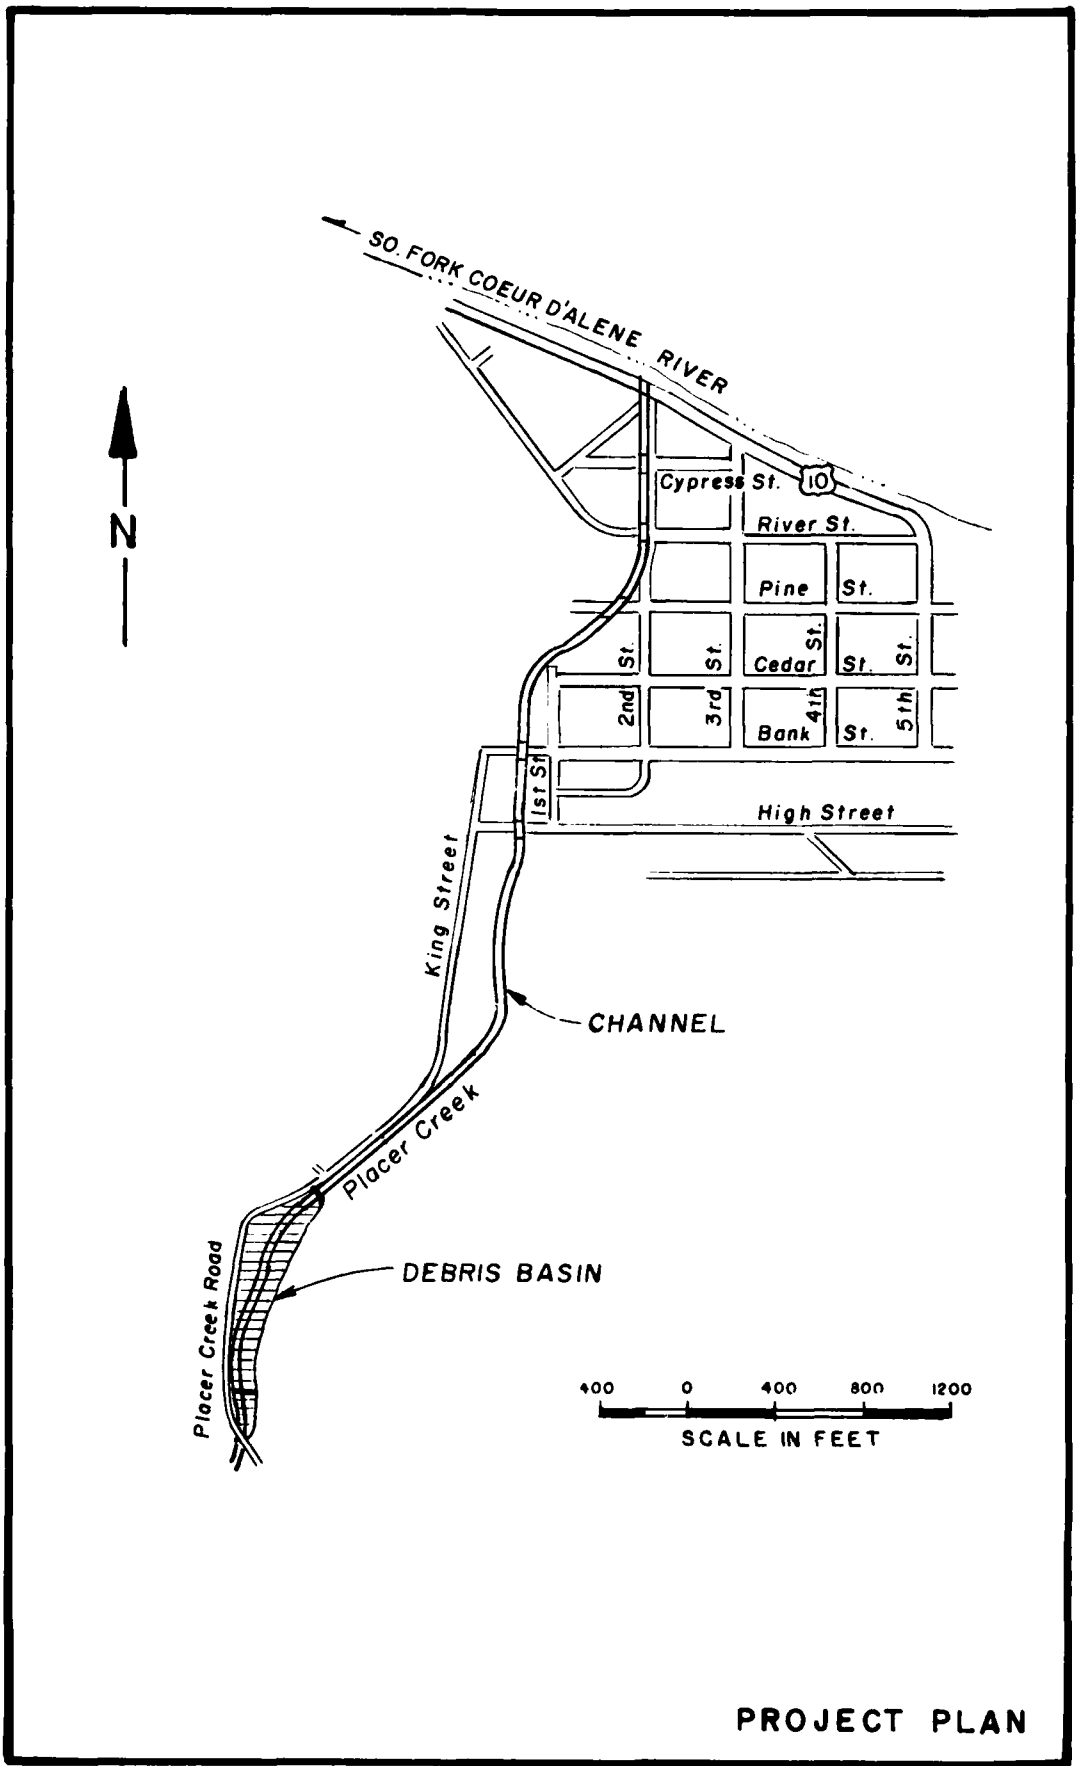 SO. FORK COEUR D'ALENE RIVER
N
10
Cypress St.
River St.
Pine St.
Cedar St.
Bank St.
2nd St.
3rd St.
4th St.
5th St.
1st St
High Street
King Street
CHANNEL
Placer Creek
Placer Creek Road
DEBRIS BASIN
400 0 400 800 1200
SCALE IN FEET
PROJECT PLAN